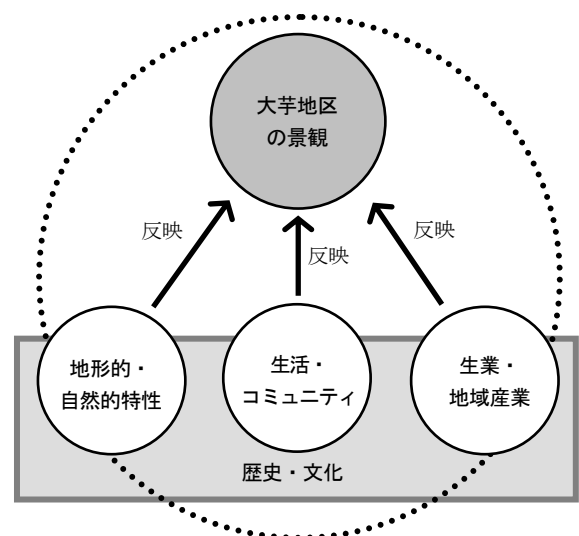 大芋地区
の景観
反映
反映
反映
地形的・
自然的特性
生活・
コミュニティ
生業・
地域産業
歴史・文化